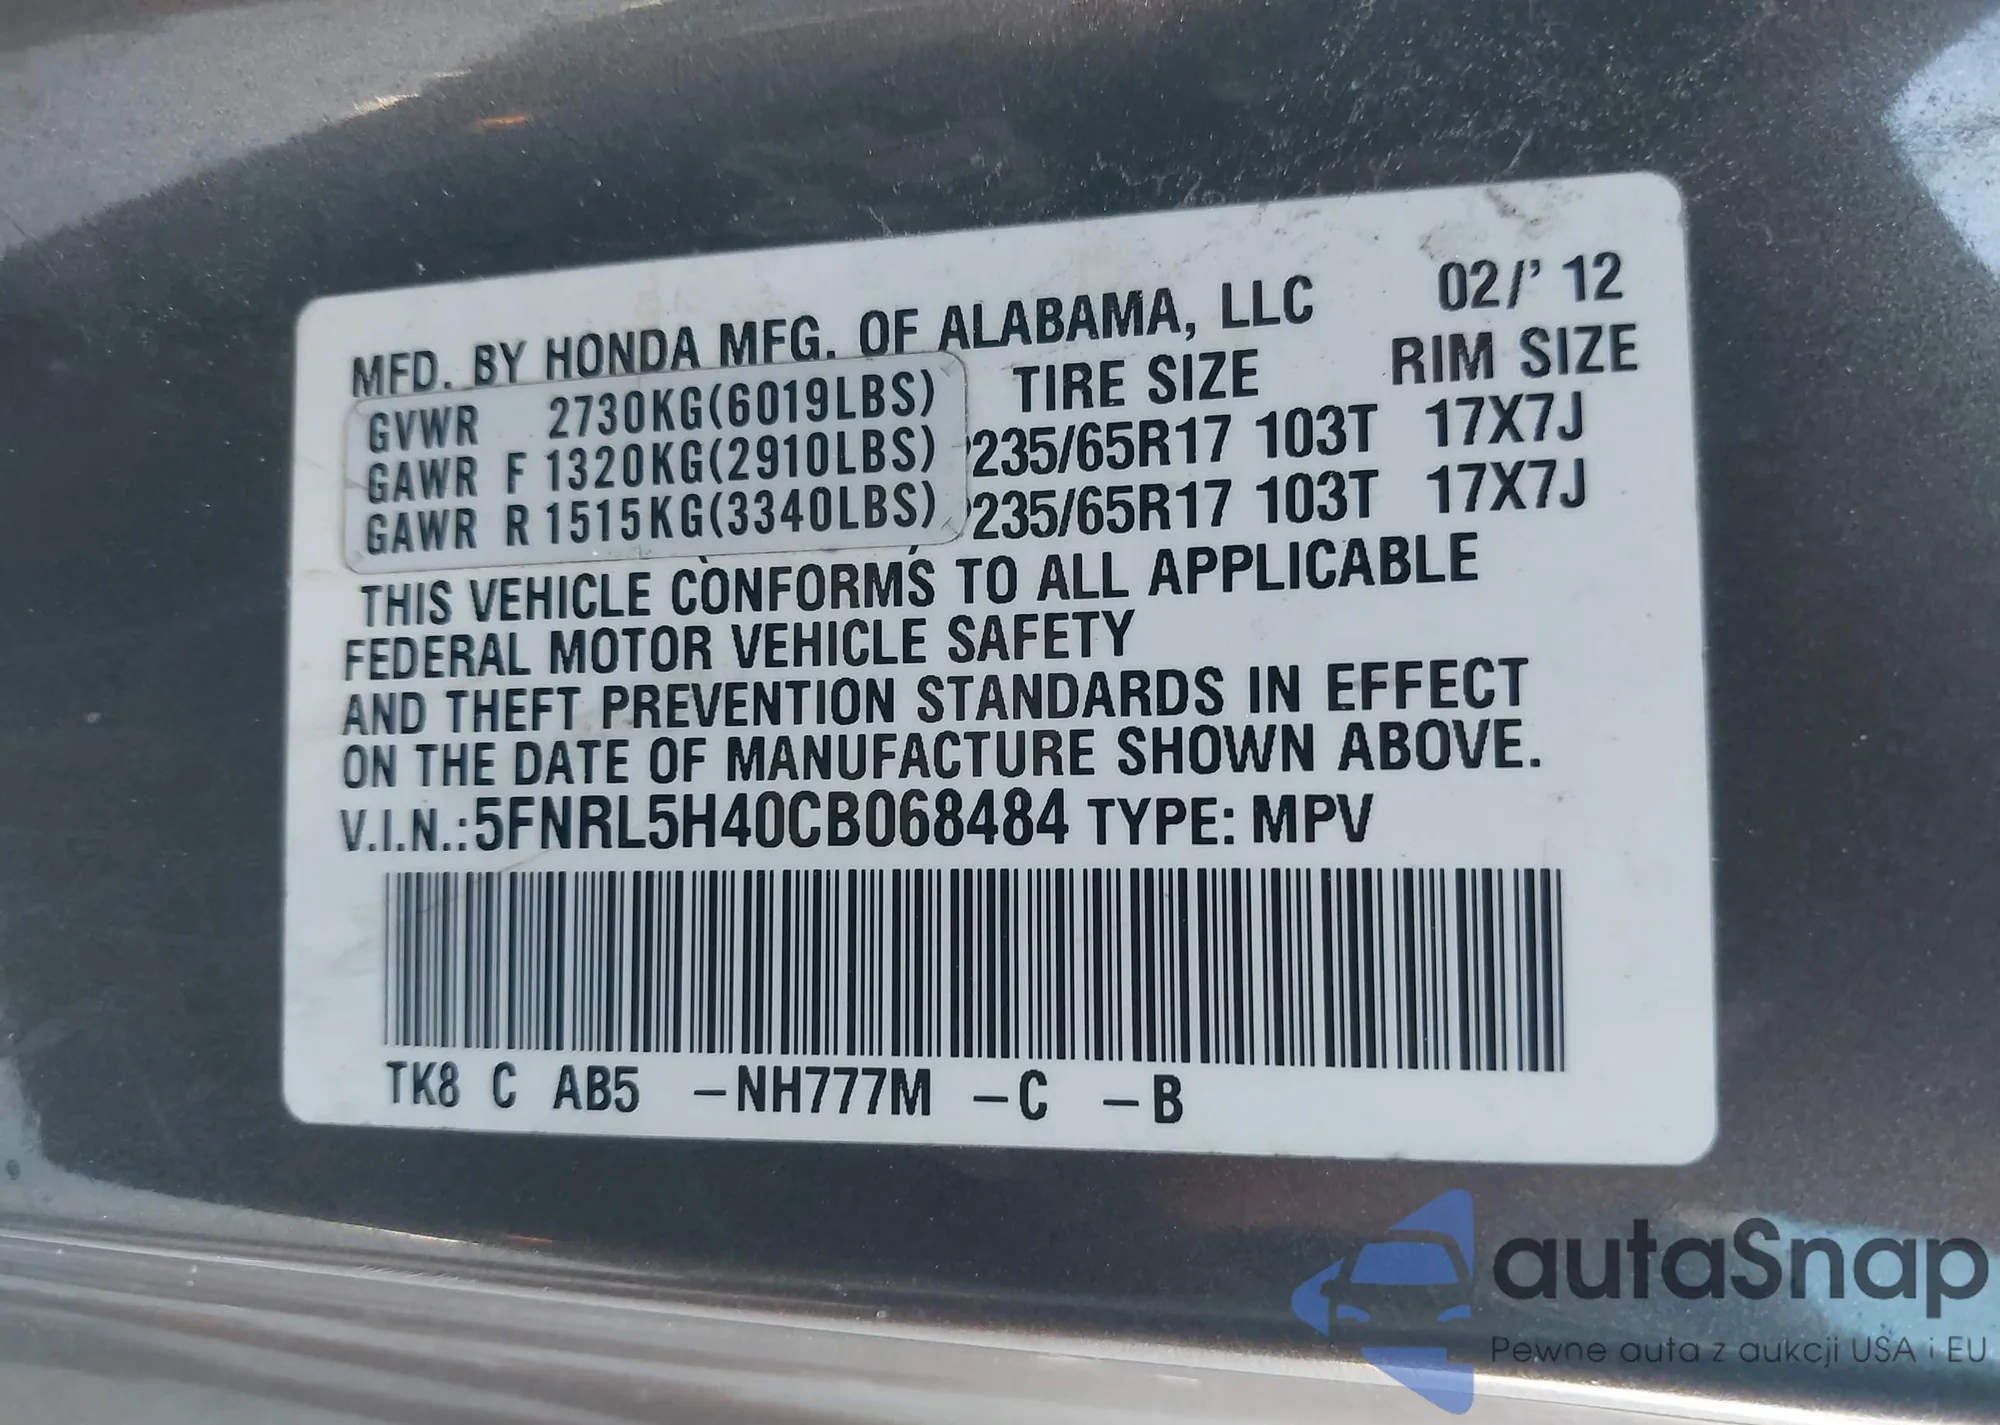 MFD. BY HONDA MFG. OF ALABAMA, LLC 02/' 12
TIRE SIZE RIM SIZE
GVWR 2730KG(6019LBS)
GAWR F 1320KG(2910LBS) P235/65R17 103T 17X7J
GAWR R 1515KG(3340LBS) P235/65R17 103T 17X7J
THIS VEHICLE CONFORMS TO ALL APPLICABLE
FEDERAL MOTOR VEHICLE SAFETY
AND THEFT PREVENTION STANDARDS IN EFFECT
ON THE DATE OF MANUFACTURE SHOWN ABOVE.
V.I.N.:5FNRL5H40CB068484 TYPE: MPV
TK8 C AB5 -NH777M -C -B
autaSnap
Pewne auta z aukcji USA i EU